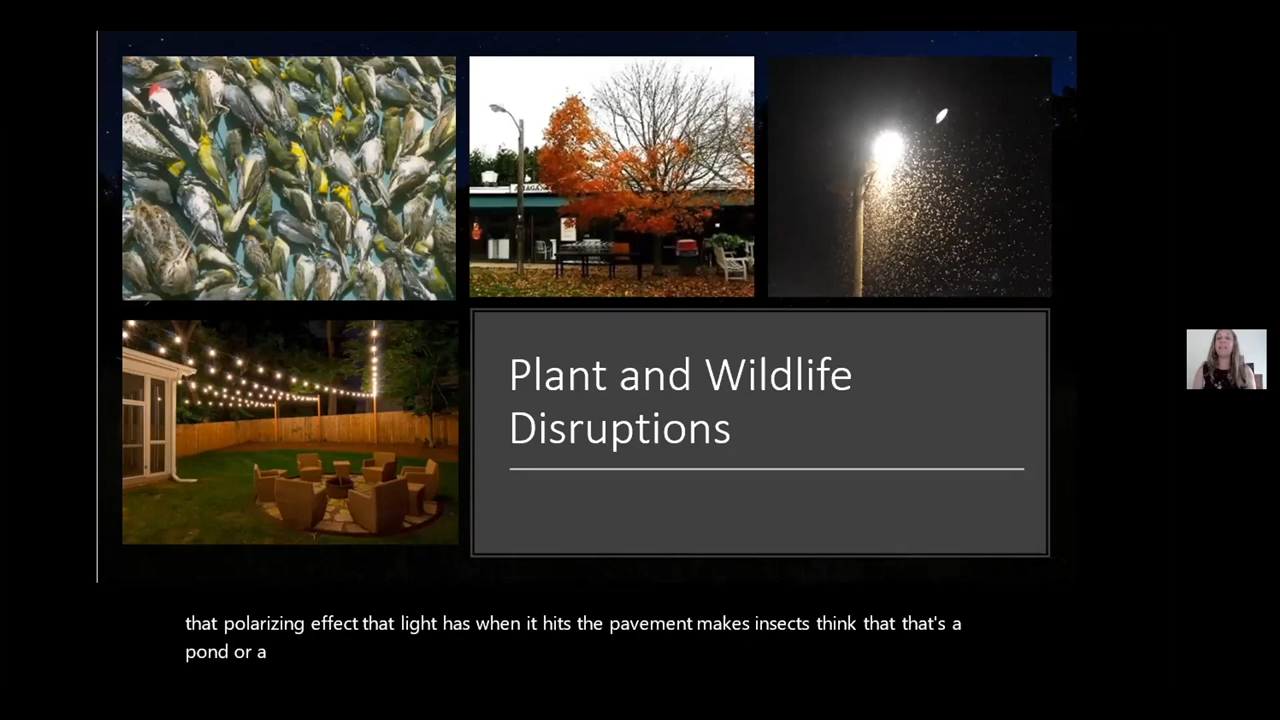 Plant and Wildlife
Disruptions
that polarizing effect that light has when it hits the pavement makes insects think that that's a
pond or a